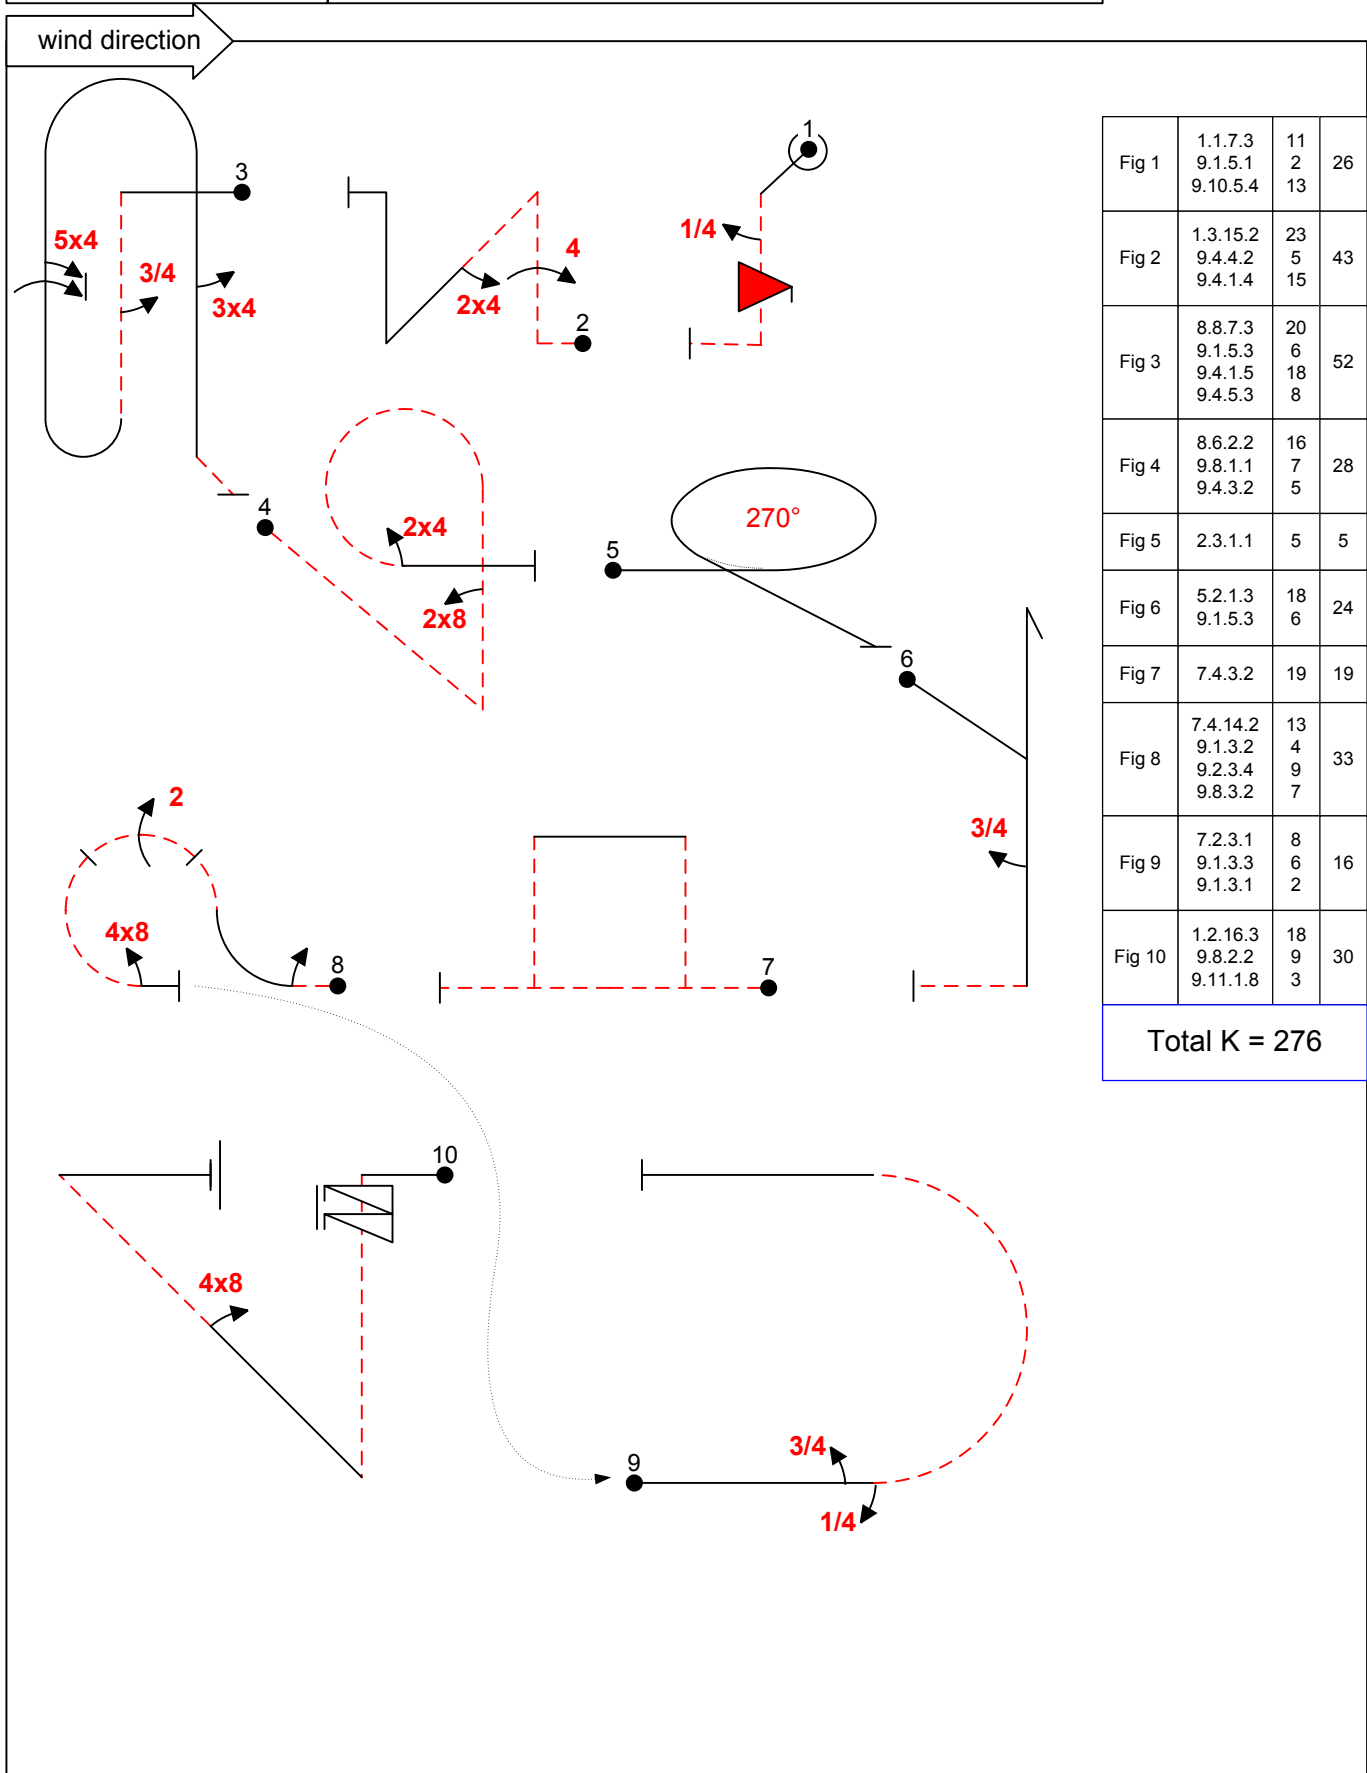 wind direction
1
3
1/4
5x4
4
3/4
2x4
3x4
2
Fig 1
1.1.7.3 11
9.1.5.1 2 26
9.10.5.4 13
Fig 2
1.3.15.2 23
9.4.4.2 5 43
9.4.1.4 15
Fig 3
8.8.7.3 20
9.1.5.3 6 52
9.4.1.5 18
9.4.5.3 8
Fig 4
8.6.2.2 16
9.8.1.1 7 28
9.4.3.2 5
Fig 5 2.3.1.1 5 5
Fig 6
5.2.1.3 18 24
9.1.5.3 6
Fig 7 7.4.3.2 19 19
Fig 8
7.4.14.2 13
9.1.3.2 4 33
9.2.3.4 9
9.8.3.2 7
Fig 9
7.2.3.1 8
9.1.3.3 6 16
9.1.3.1 2
Fig 10
1.2.16.3 18
9.8.2.2 9 30
9.11.1.8 3
Total K = 276
4
2x4
2x8
270°
5
6
2
3/4
4x8
8
7
10
4x8
9
3/4
1/4